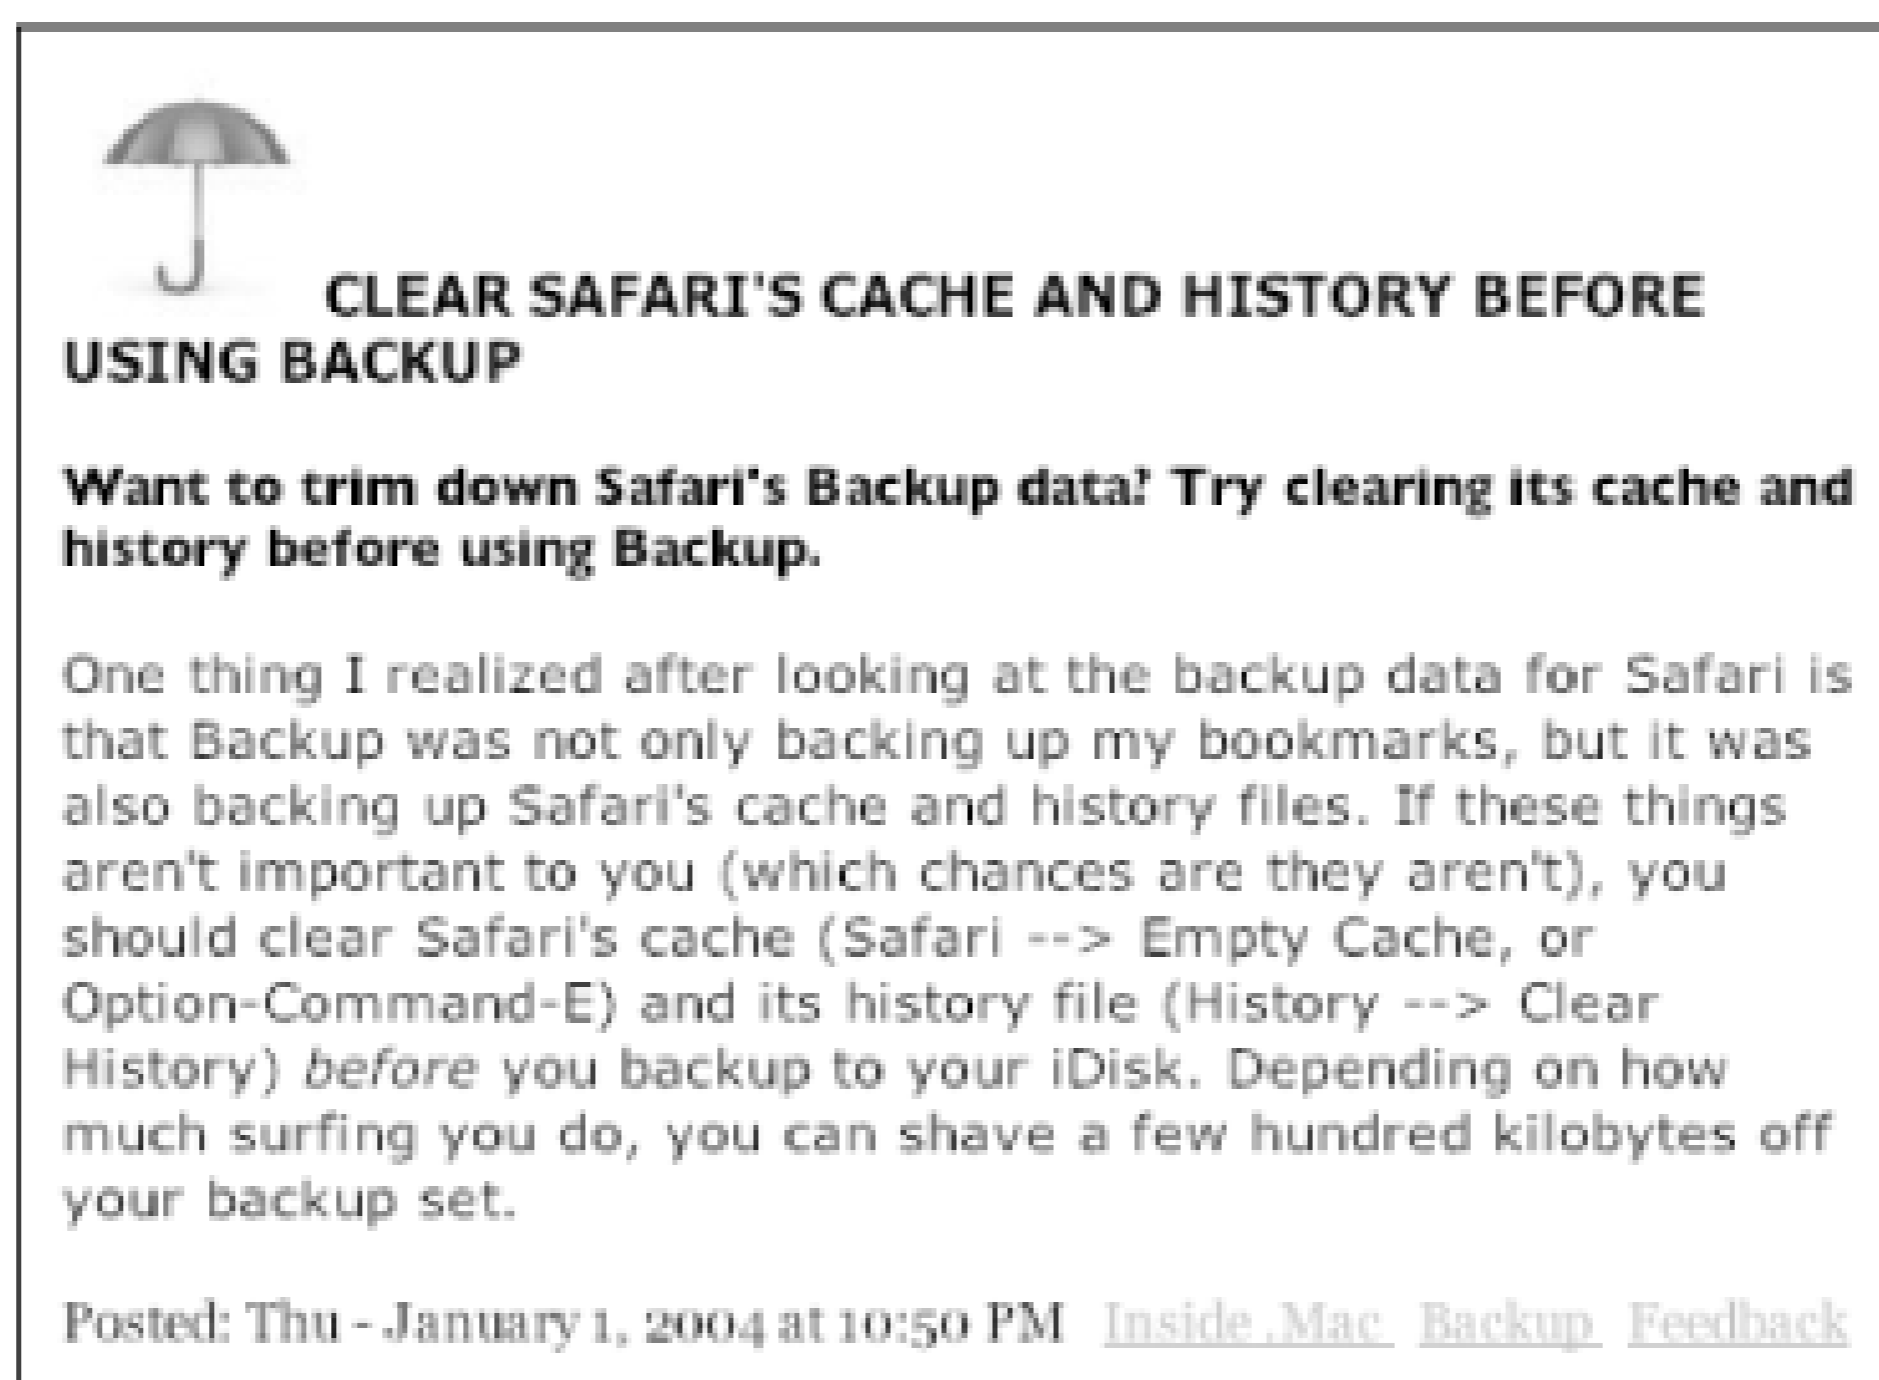 CLEAR SAFARI'S CACHE AND HISTORY BEFORE
USING BACKUP
Want to trim down Safari's Backup data? Try clearing its cache and
history before using Backup.
One thing I realized after looking at the backup data for Safari is
that Backup was not only backing up my bookmarks, but it was
also backing up Safari's cache and history files. If these things
aren't important to you (which chances are they aren't), you
should clear Safari's cache (Safari --> Empty Cache, or
Option-Command-E) and its history file (History --> Clear
History) before you backup to your iDisk. Depending on how
much surfing you do, you can shave a few hundred kilobytes off
your backup set.
Posted: Thu - January 1, 2004 at 10:50 PM Inside .Mac Backup Feedback